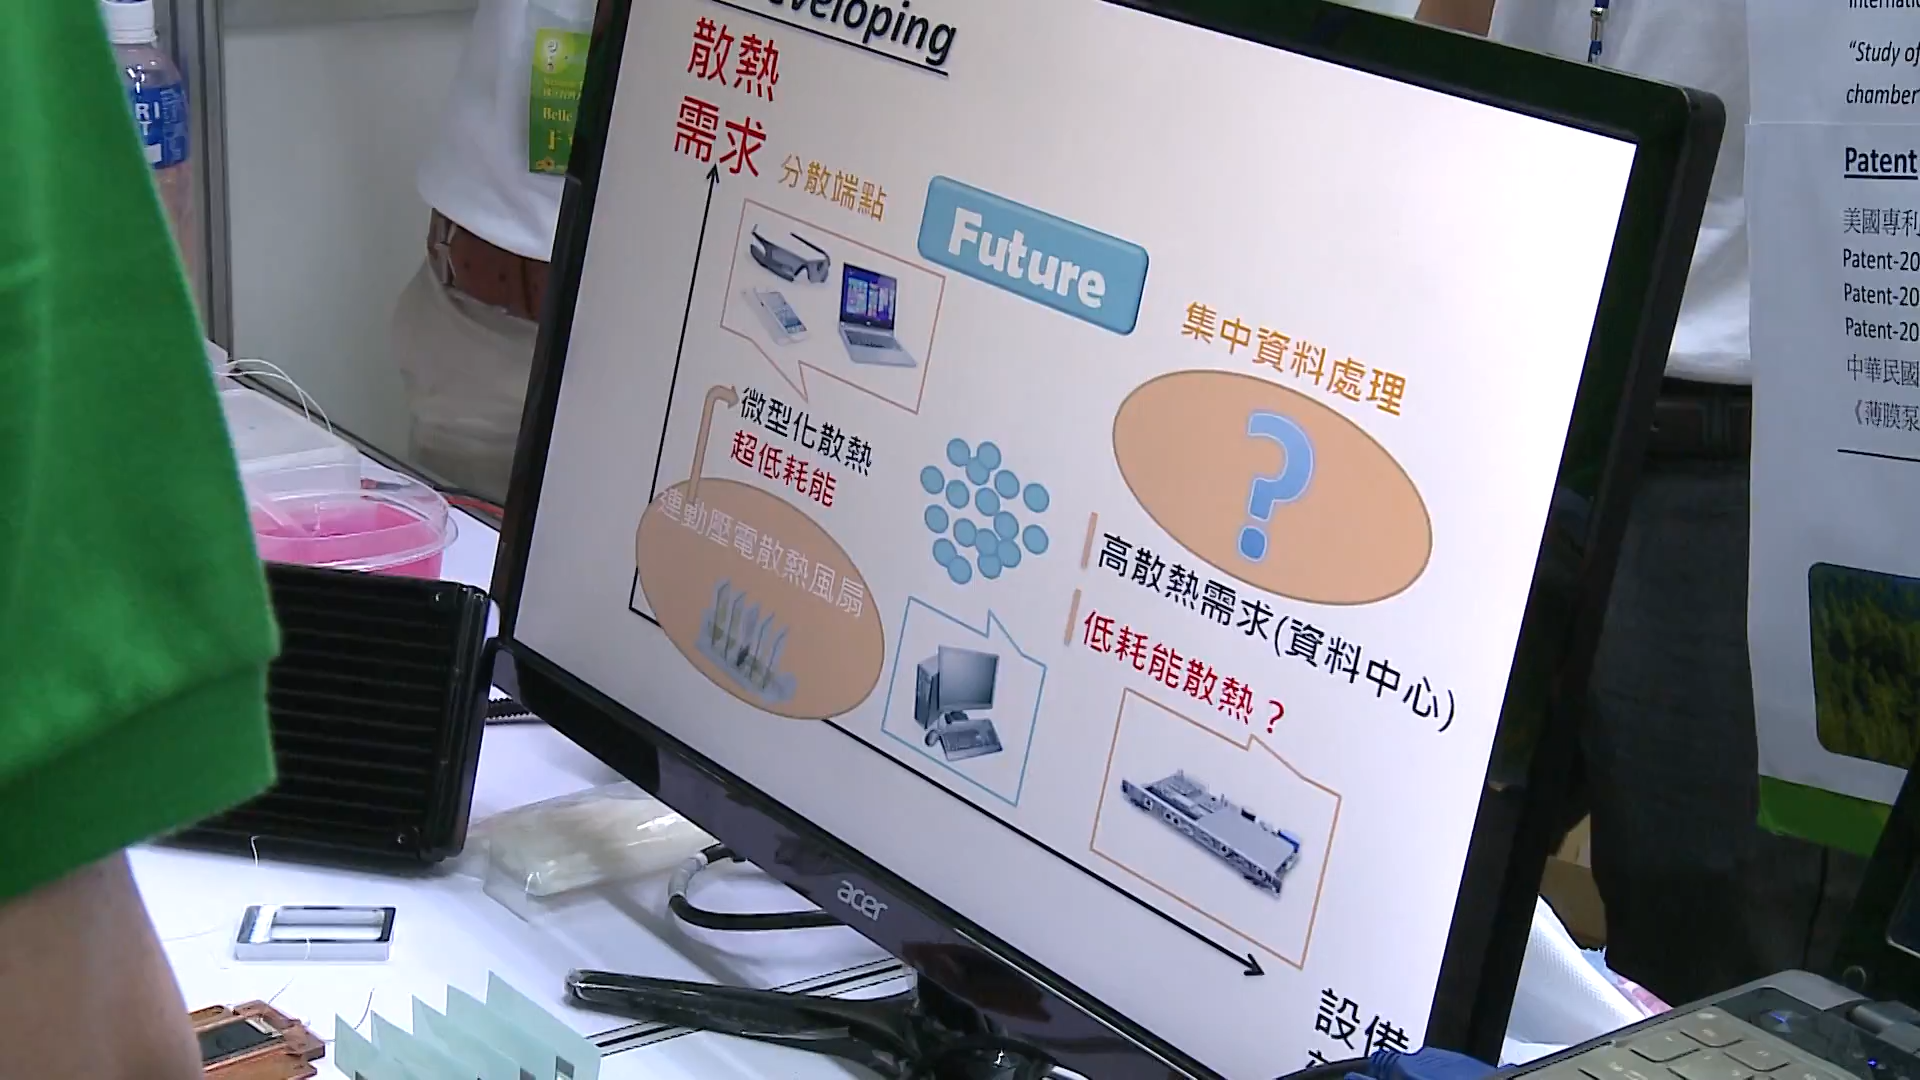 eveloping
散熱
需求
分散端點
Future
集中資料處理
微型化散熱
超低耗能
連動壓電散熱風扇
高散熱需求(資料中心)
低耗能散熱？
設備
acer
“Study of
chamber
Patent
美國專利
Patent-20
Patent-20
Patent-20
中華民國
《薄膜泵
Belle
RI